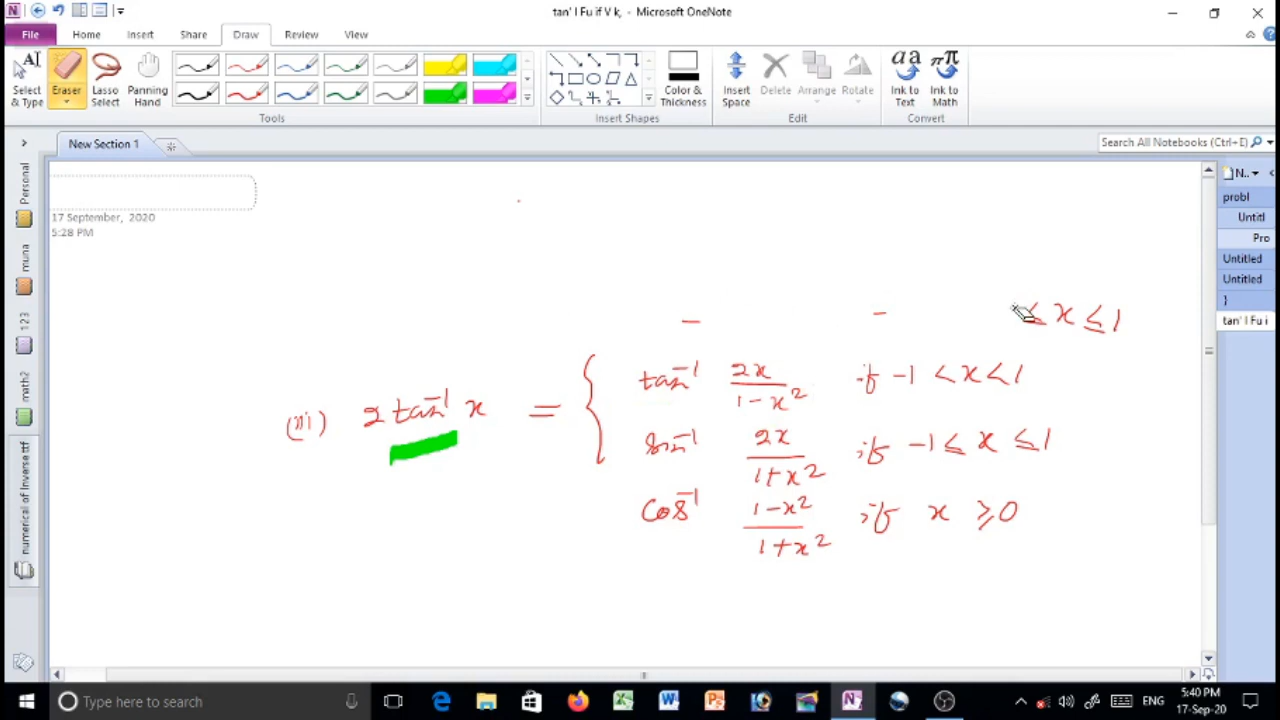 tan' l Fu if V k, - Microsoft OneNote
File Home Insert Share Draw Review View
Select & Type Eraser Lasso Select Panning Hand Color & Thickness Insert Space Delete Arrange Rotate Ink to Text Ink to Math
Tools Insert Shapes Edit Convert
New Section 1 Search All Notebooks (Ctrl+E)
Personal
muna
123
math2
numerical of Inverse ttf
N..
probl
Untitl
Pro
Untitled
Untitled
}
tan' l Fu i
17 September, 2020
5:28 PM
≤ x ≤ 1
(iii) 2 tan⁻¹ x = {
tan⁻¹ 2x / 1-x² if -1 < x < 1
sin⁻¹ 2x / 1+x² if -1 ≤ x ≤ 1
cos⁻¹ 1-x² / 1+x² if x ≥ 0
Type here to search
ENG
5:40 PM
17-Sep-20